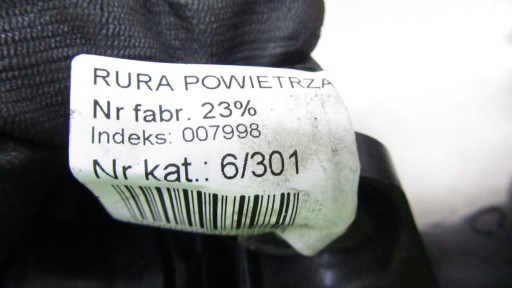 RURA POWIETRZA
Nr fabr. 23%
Indeks: 007998
Nr kat.: 6/301